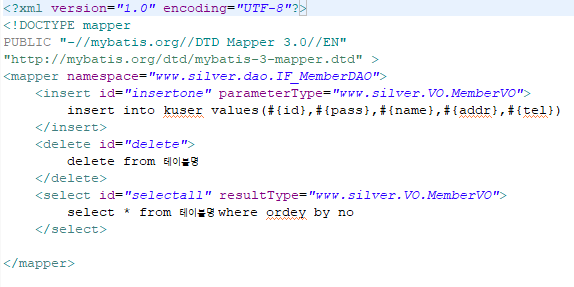 <?xml version="1.0" encoding="UTF-8"?>
<!DOCTYPE mapper
PUBLIC "-//mybatis.org//DTD Mapper 3.0//EN"
"http://mybatis.org/dtd/mybatis-3-mapper.dtd" >
<mapper namespace="www.silver.dao.IF_MemberDAO">
<insert id="insertone" parameterType="www.silver.VO.MemberVO">
insert into kuser values(#{id},#{pass},#{name},#{addr},#{tel})
</insert>
<delete id="delete">
delete from 테이블명
</delete>
<select id="selectall" resultType="www.silver.VO.MemberVO">
select * from 테이블명 where ordey by no
</select>
</mapper>